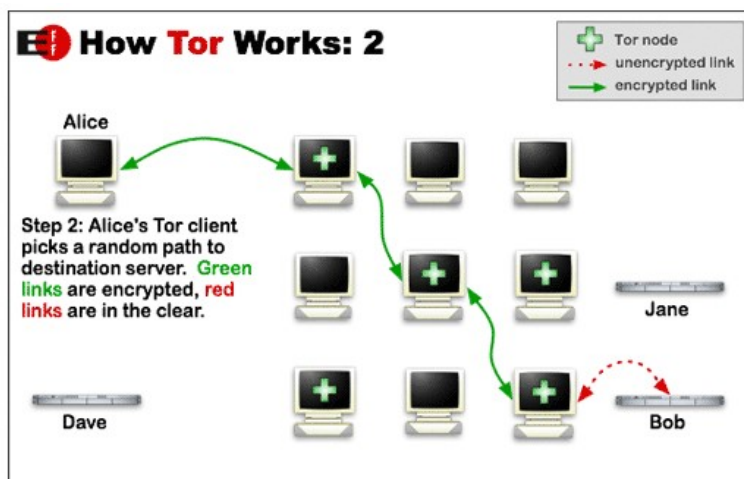 EFF How Tor Works: 2
Tor node
unencrypted link
encrypted link
Alice
Step 2: Alice's Tor client
picks a random path to
destination server. Green
links are encrypted, red
links are in the clear.
Jane
Dave
Bob